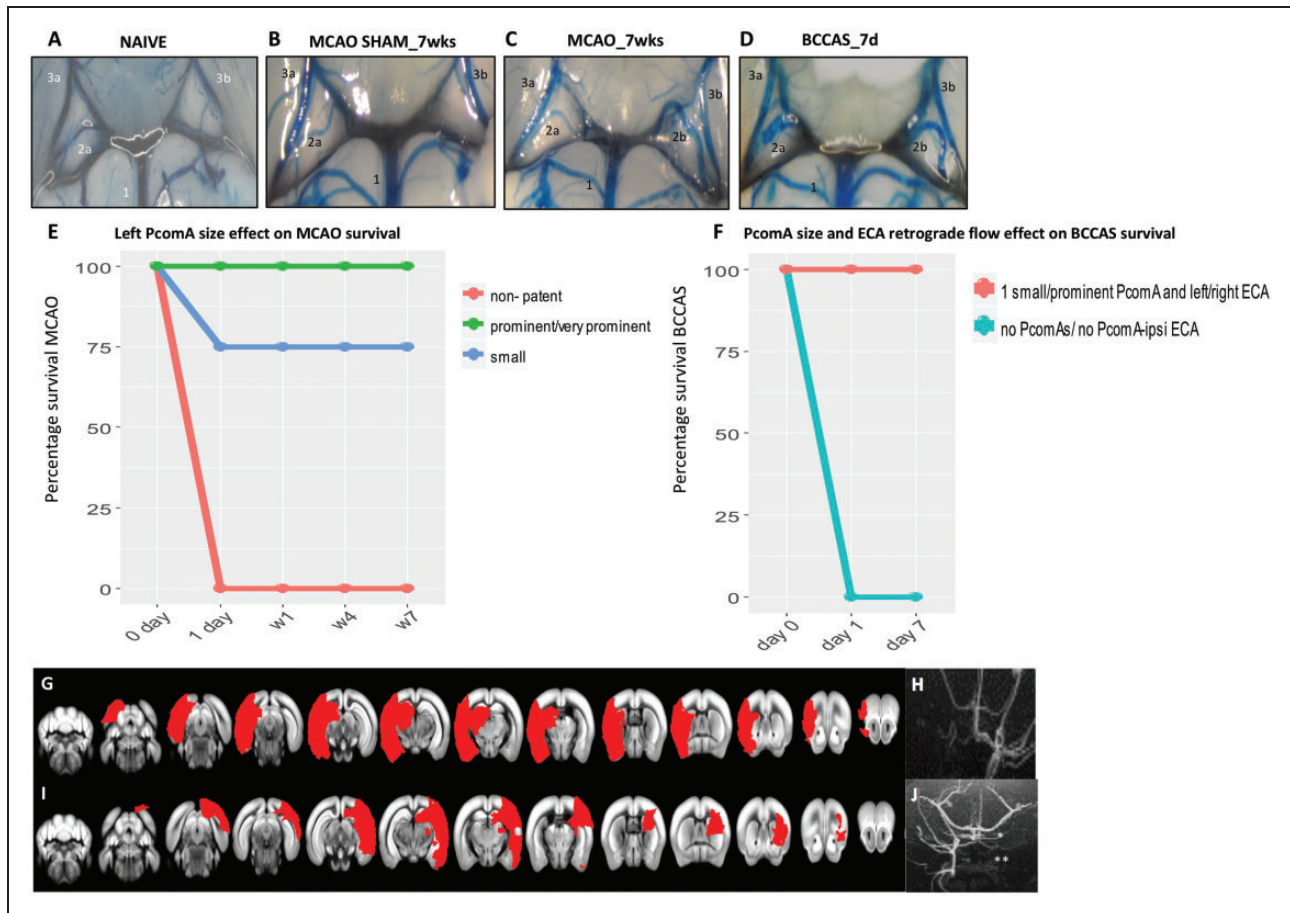 A NAIVE
B MCAO SHAM_7wks
C MCAO_7wks
D BCCAS_7d
3a 3b 2a 1
3a 3b 2a 1
3a 3b 2a 2b 1
3a 3b 2a 2b 1
E Left PcomA size effect on MCAO survival
Percentage survival MCAO
100
75
50
25
0
0 day 1 day w1 w4 w7
non- patent
prominent/very prominent
small
F PcomA size and ECA retrograde flow effect on BCCAS survival
Percentage survival BCCAS
100
75
50
25
0
day 0 day 1 day 7
1 small/prominent PcomA and left/right ECA
no PcomAs/ no PcomA-ipsi ECA
G
H
I
J
*
**